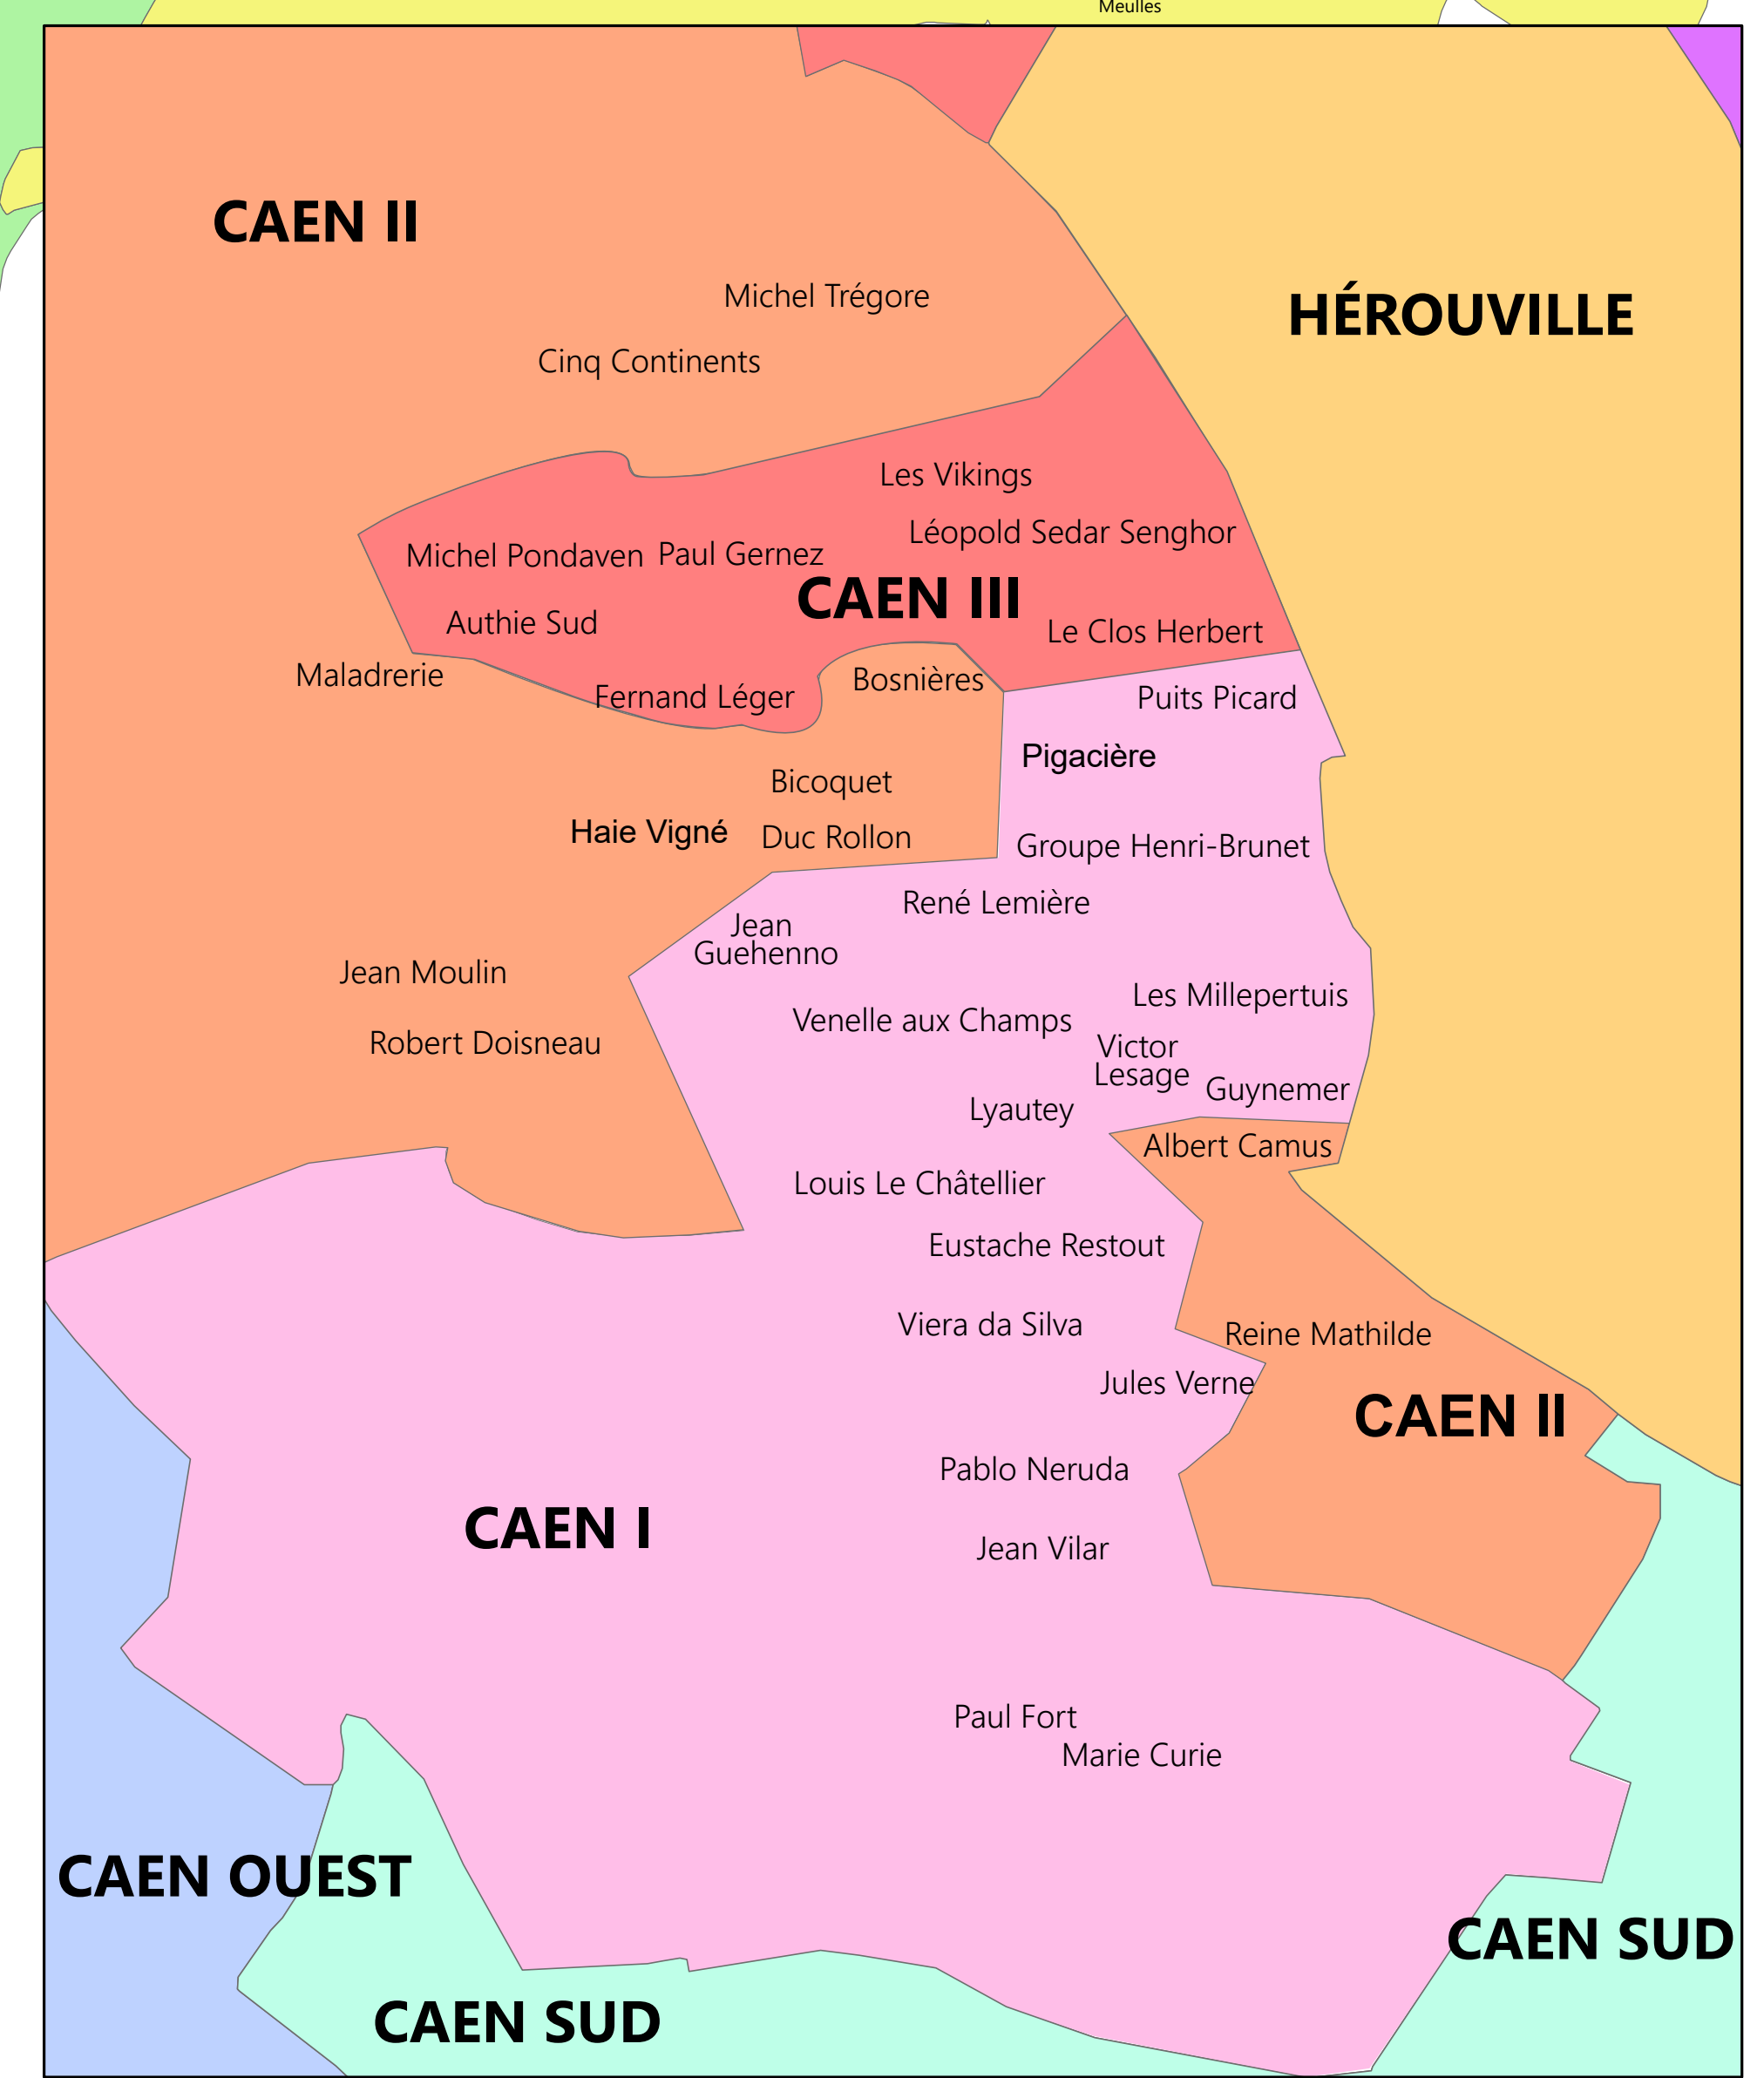 Meulles
CAEN II
HÉROUVILLE
Michel Trégore
Cinq Continents
Les Vikings
Léopold Sedar Senghor
Michel Pondaven
Paul Gernez
CAEN III
Authie Sud
Le Clos Herbert
Maladrerie
Fernand Léger
Bosnières
Puits Picard
Pigacière
Bicoquet
Haie Vigné
Duc Rollon
Groupe Henri-Brunet
René Lemière
Jean
Guehenno
Jean Moulin
Les Millepertuis
Venelle aux Champs
Robert Doisneau
Victor
Lesage
Guynemer
Lyautey
Albert Camus
Louis Le Châtellier
Eustache Restout
Viera da Silva
Reine Mathilde
Jules Verne
CAEN II
Pablo Neruda
CAEN I
Jean Vilar
Paul Fort
Marie Curie
CAEN OUEST
CAEN SUD
CAEN SUD